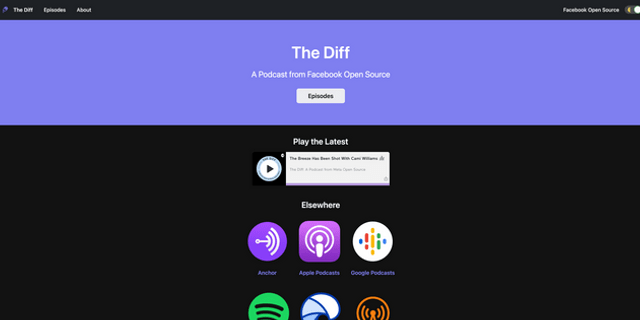 The Diff Episodes About Facebook Open Source
The Diff
A Podcast from Facebook Open Source
Episodes
Play the Latest
The Breeze Has Been Shot With Cami Williams
The Diff: A Podcast from Meta Open Source
Elsewhere
Anchor Apple Podcasts Google Podcasts